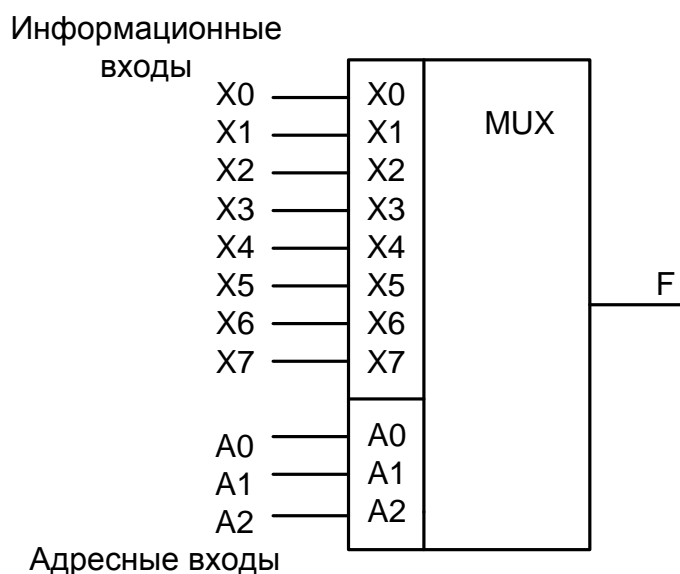 Информационные
входы
X0 X0 MUX
X1 X1
X2 X2
X3 X3
X4 X4
X5 X5 F
X6 X6
X7 X7
A0 A0
A1 A1
A2 A2
Адресные входы